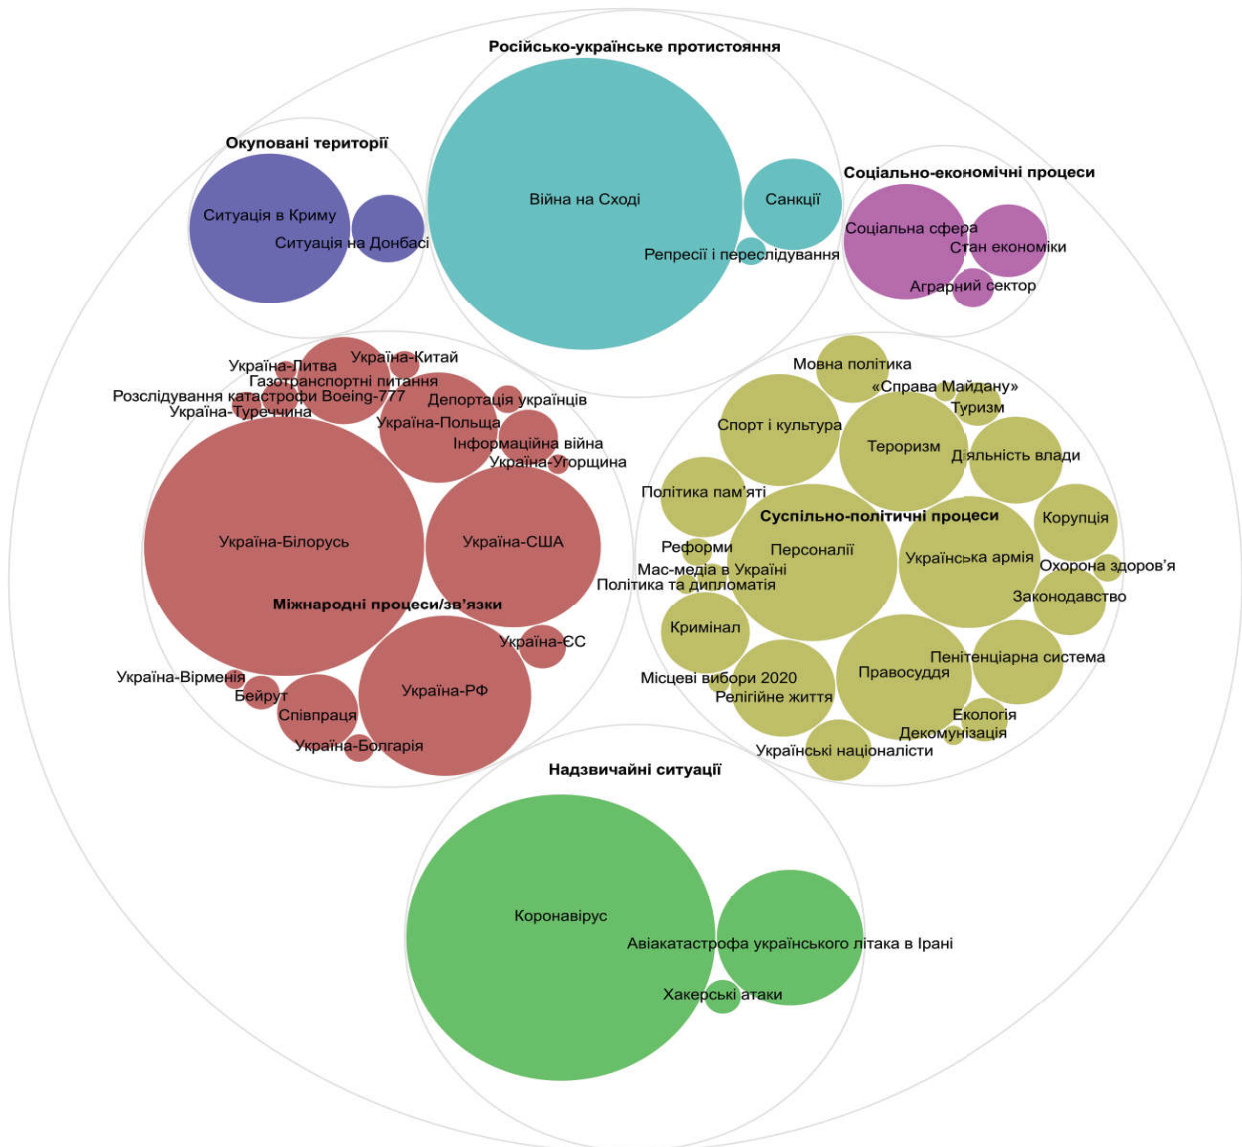 Російсько-українське протистояння
Війна на Сході
Санкції
Репресії і переслідування
Окуповані території
Ситуація в Криму
Ситуація на Донбасі
Соціально-економічні процеси
Соціальна сфера
Стан економіки
Аграрний сектор
Україна-Литва
Україна-Китай
Газотранспортні питання
Розслідування катастрофи Boeing-777
Україна-Туреччина
Депортація українців
Україна-Польща
Інформаційна війна
Україна-Угорщина
Україна-Білорусь
Україна-США
Міжнародні процеси/зв’язки
Україна-ЄС
Україна-Вірменія
Бейрут
Україна-РФ
Співпраця
Україна-Болгарія
Мовна політика
«Справа Майдану»
Туризм
Спорт і культура
Тероризм
Діяльність влади
Політика пам’яті
Суспільно-політичні процеси
Корупція
Реформи
Персоналії
Українська армія
Мас-медіа в Україні
Політика та дипломатія
Охорона здоров’я
Законодавство
Кримінал
Пенітенціарна система
Місцеві вибори 2020
Правосуддя
Релігійне життя
Екологія
Декомунізація
Українські націоналісти
Надзвичайні ситуації
Коронавірус
Авіакатастрофа українського літака в Ірані
Хакерські атаки